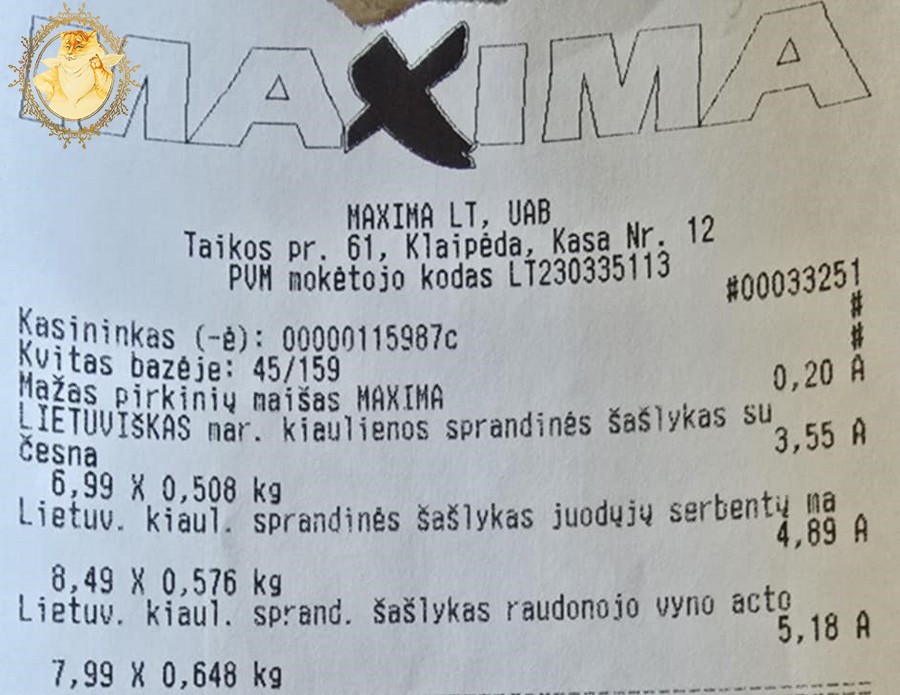 MAXIMA
MAXIMA LT, UAB
Taikos pr. 61, Klaipėda, Kasa Nr. 12
PVM mokėtojo kodas LT230335113
#00033251
Kasininkas (-ė): 00000115987c #
Kvitas bazėje: 45/159 #
Mažas pirkinių maišas MAXIMA 0,20 A
LIETUVIŠKAS mar. kiaulienos sprandinės šašlykas su
česna 3,55 A
6,99 X 0,508 kg
Lietuv. kiaul. sprandinės šašlykas juodųjų serbentų ma
4,89 A
8,49 X 0,576 kg
Lietuv. kiaul. sprand. šašlykas raudonojo vyno acto
5,18 A
7,99 X 0,648 kg